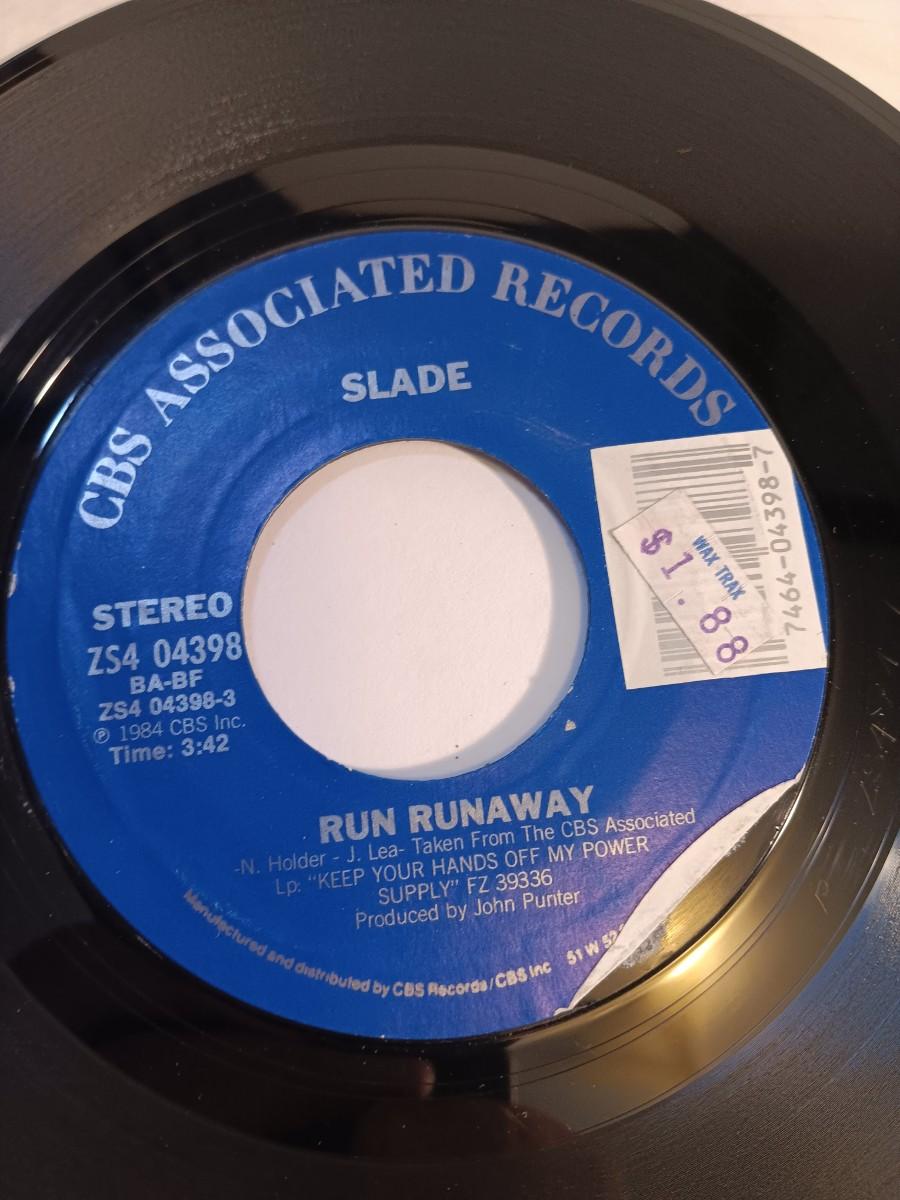 CBS ASSOCIATED RECORDS
SLADE
7464-04398-7
WAX TRAX
$1.88
STEREO
ZS4 04398
BA-BF
ZS4 04398-3
℗ 1984 CBS Inc.
Time: 3:42
RUN RUNAWAY
-N. Holder - J. Lea- Taken From The CBS Associated
Lp: "KEEP YOUR HANDS OFF MY POWER
SUPPLY" FZ 39336
Produced by John Punter
Manufactured and distributed by CBS Records/CBS Inc 51 W 52